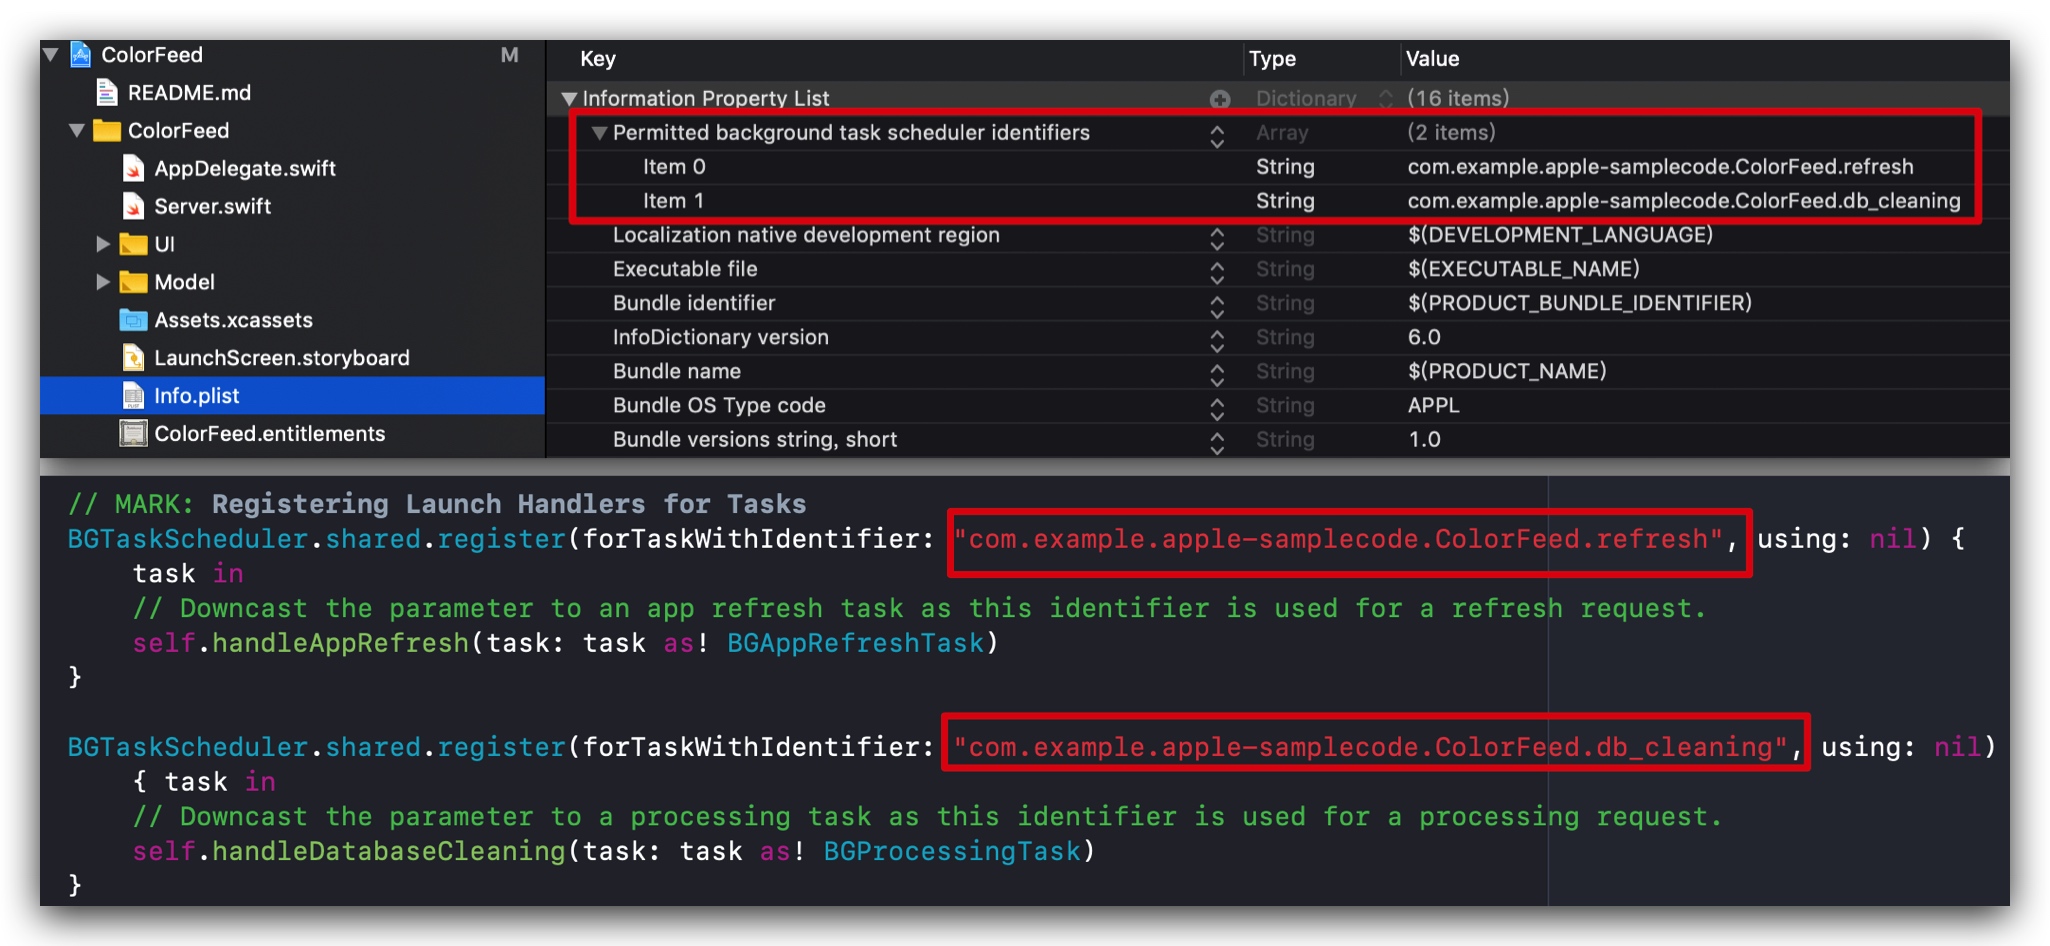 ColorFeed M
README.md
ColorFeed
AppDelegate.swift
Server.swift
UI
Model
Assets.xcassets
LaunchScreen.storyboard
Info.plist
ColorFeed.entitlements
Key Type Value
Information Property List Dictionary (16 items)
Permitted background task scheduler identifiers Array (2 items)
Item 0 String com.example.apple-samplecode.ColorFeed.refresh
Item 1 String com.example.apple-samplecode.ColorFeed.db_cleaning
Localization native development region String $(DEVELOPMENT_LANGUAGE)
Executable file String $(EXECUTABLE_NAME)
Bundle identifier String $(PRODUCT_BUNDLE_IDENTIFIER)
InfoDictionary version String 6.0
Bundle name String $(PRODUCT_NAME)
Bundle OS Type code String APPL
Bundle versions string, short String 1.0
// MARK: Registering Launch Handlers for Tasks
BGTaskScheduler.shared.register(forTaskWithIdentifier: "com.example.apple-samplecode.ColorFeed.refresh", using: nil) {
task in
// Downcast the parameter to an app refresh task as this identifier is used for a refresh request.
self.handleAppRefresh(task: task as! BGAppRefreshTask)
}
BGTaskScheduler.shared.register(forTaskWithIdentifier: "com.example.apple-samplecode.ColorFeed.db_cleaning", using: nil)
{ task in
// Downcast the parameter to a processing task as this identifier is used for a processing request.
self.handleDatabaseCleaning(task: task as! BGProcessingTask)
}